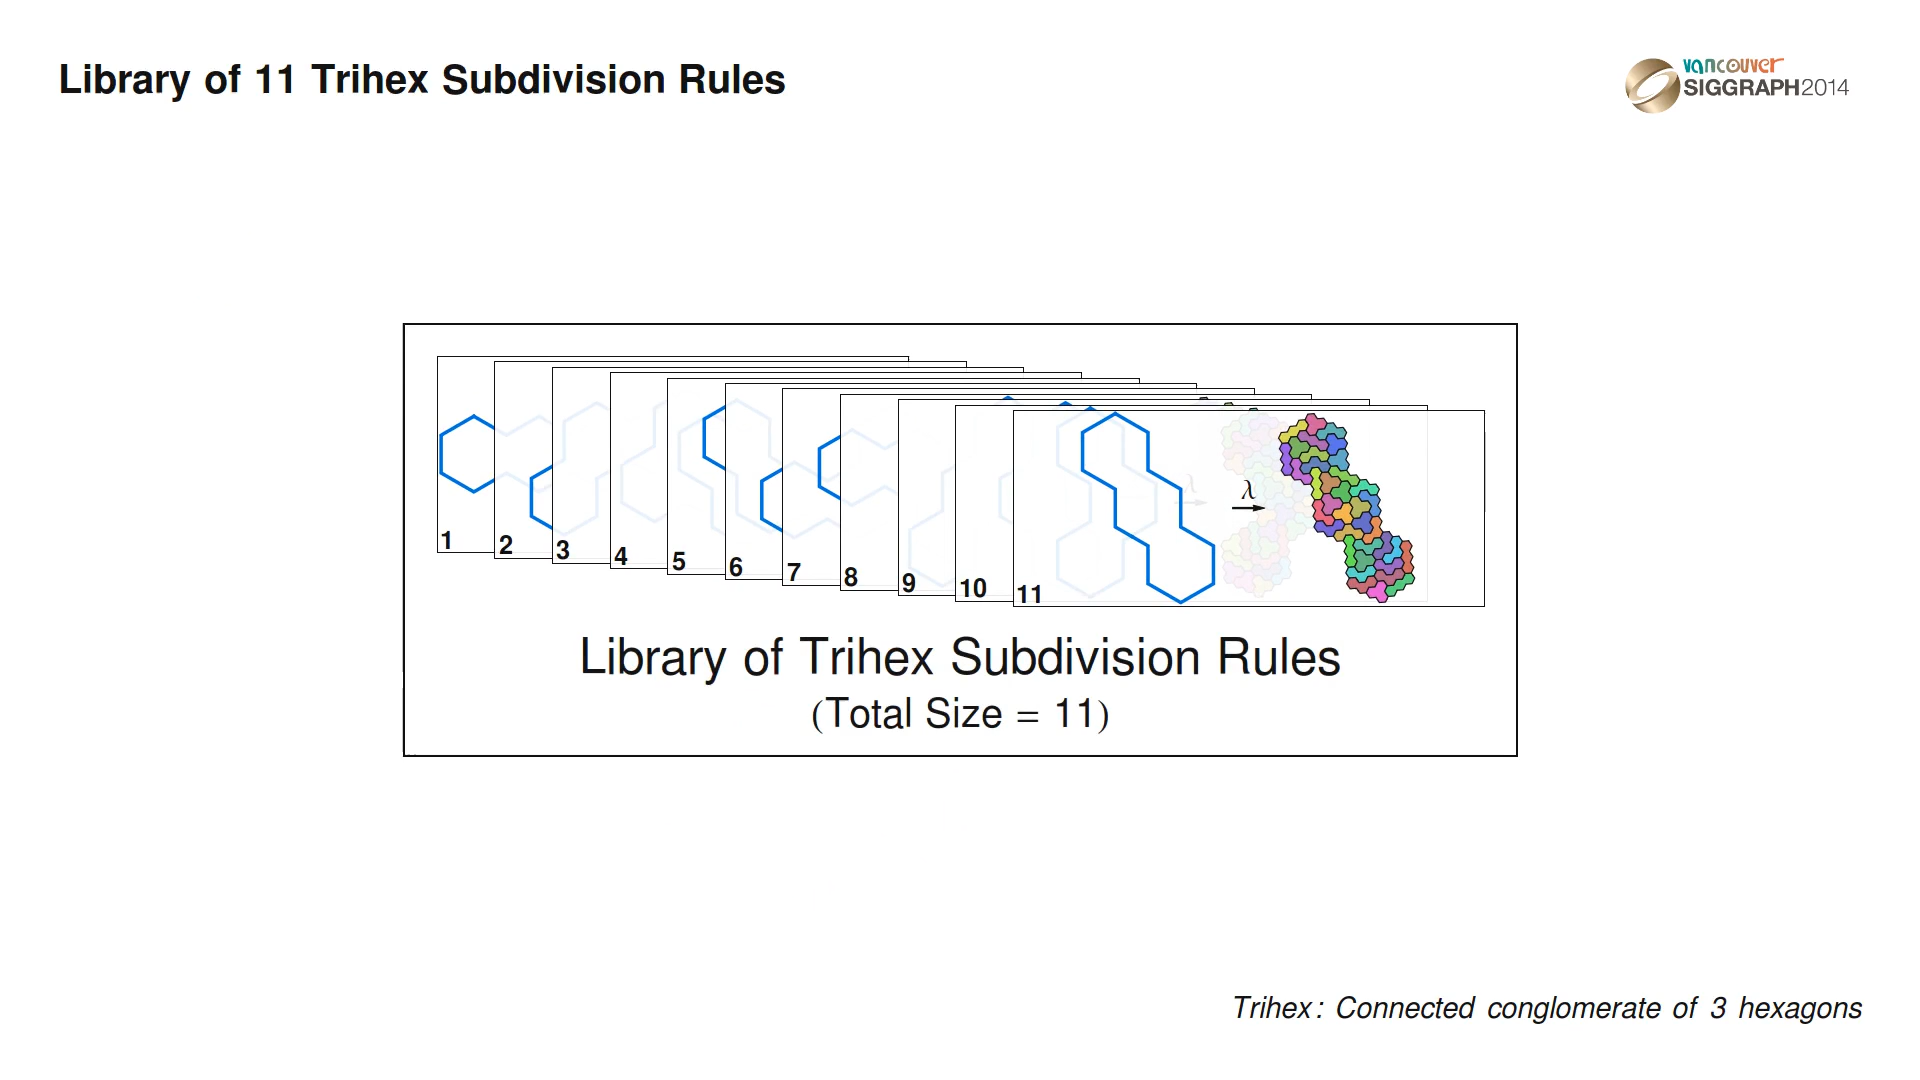 Library of 11 Trihex Subdivision Rules
vancouver
SIGGRAPH2014
λ
λ
1
2
3
4
5
6
7
8
9
10
11
Library of Trihex Subdivision Rules
(Total Size = 11)
Trihex: Connected conglomerate of 3 hexagons